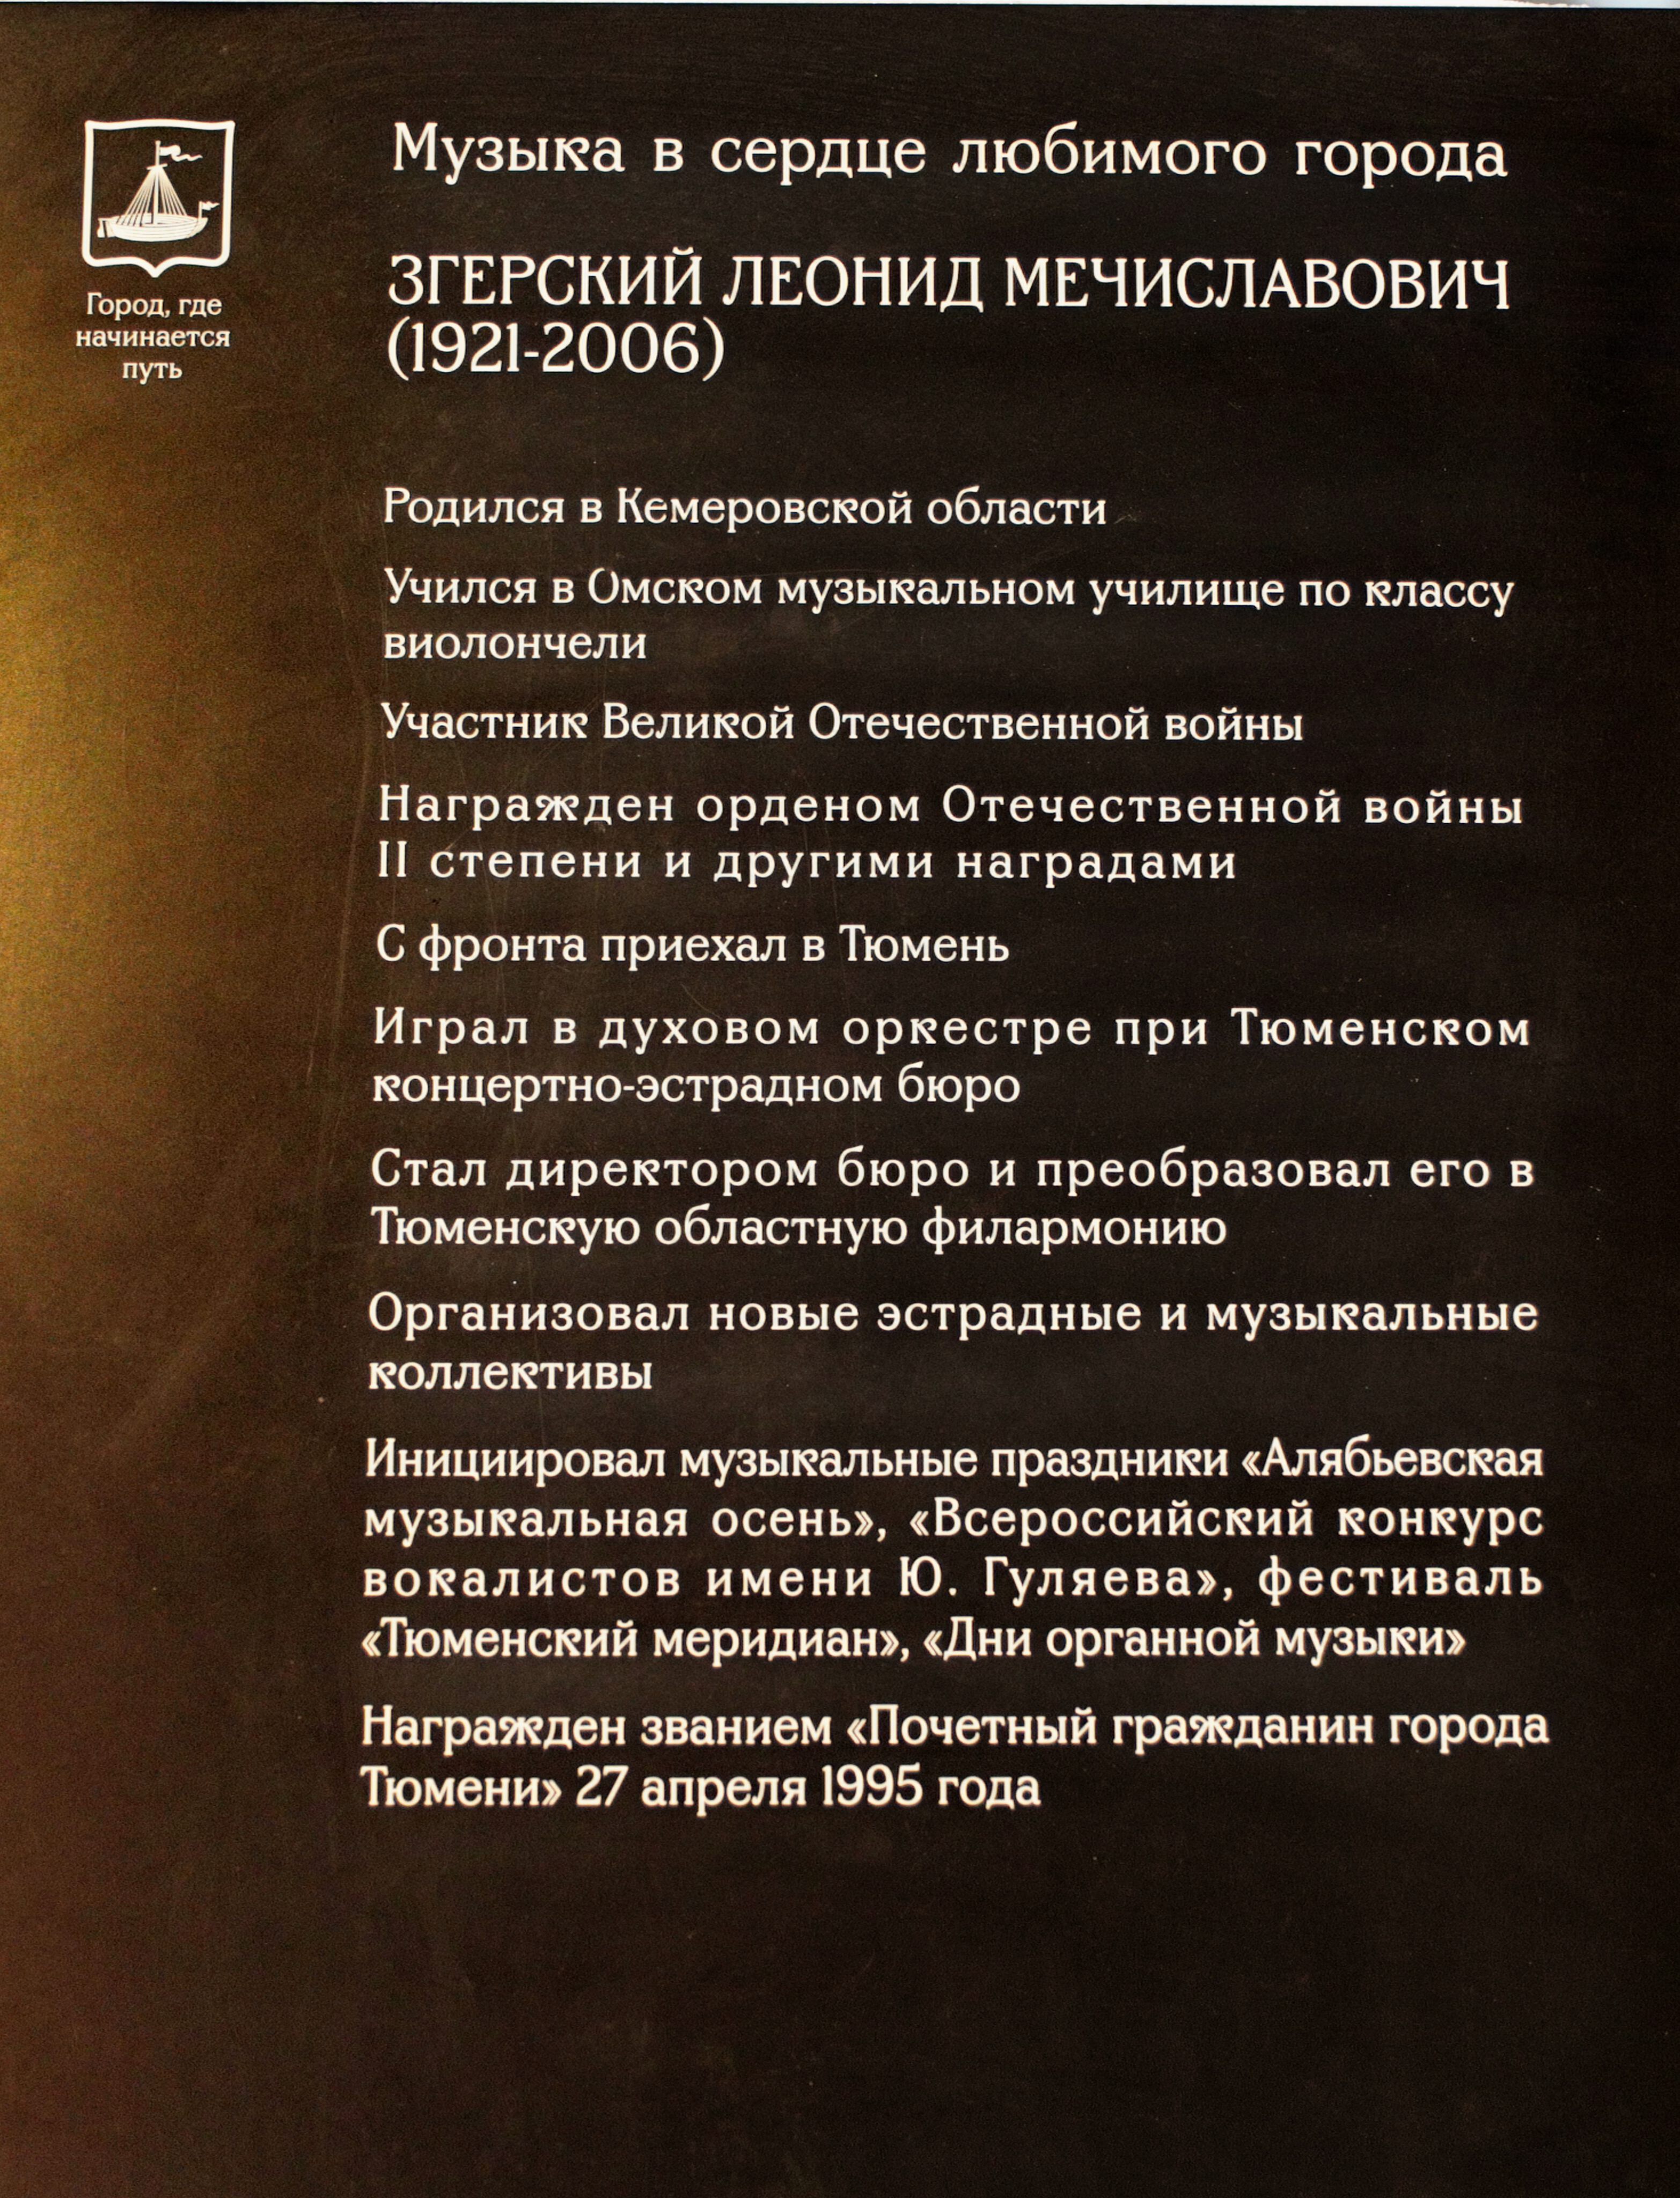 Город, где
начинается
путь
Музыка в сердце любимого города
ЗГЕРСКИЙ ЛЕОНИД МЕЧИСЛАВОВИЧ
(1921-2006)
Родился в Кемеровской области
Учился в Омском музыкальном училище по классу
виолончели
Участник Великой Отечественной войны
Награжден орденом Отечественной войны
II степени и другими наградами
С фронта приехал в Тюмень
Играл в духовом оркестре при Тюменском
концертно-эстрадном бюро
Стал директором бюро и преобразовал его в
Тюменскую областную филармонию
Организовал новые эстрадные и музыкальные
коллективы
Инициировал музыкальные праздники «Алябьевская
музыкальная осень», «Всероссийский конкурс
вокалистов имени Ю. Гуляева», фестиваль
«Тюменский меридиан», «Дни органной музыки»
Награжден званием «Почетный гражданин города
Тюмени» 27 апреля 1995 года